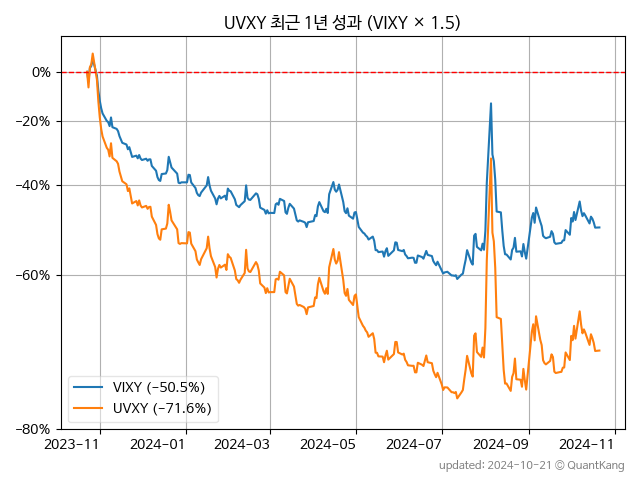 UVXY 최근 1년 성과 (VIXY × 1.5)
0%
−20%
−40%
−60%
−80%
VIXY (−50.5%)
UVXY (−71.6%)
2023-11 2024-01 2024-03 2024-05 2024-07 2024-09 2024-11
updated: 2024-10-21 © QuantKang